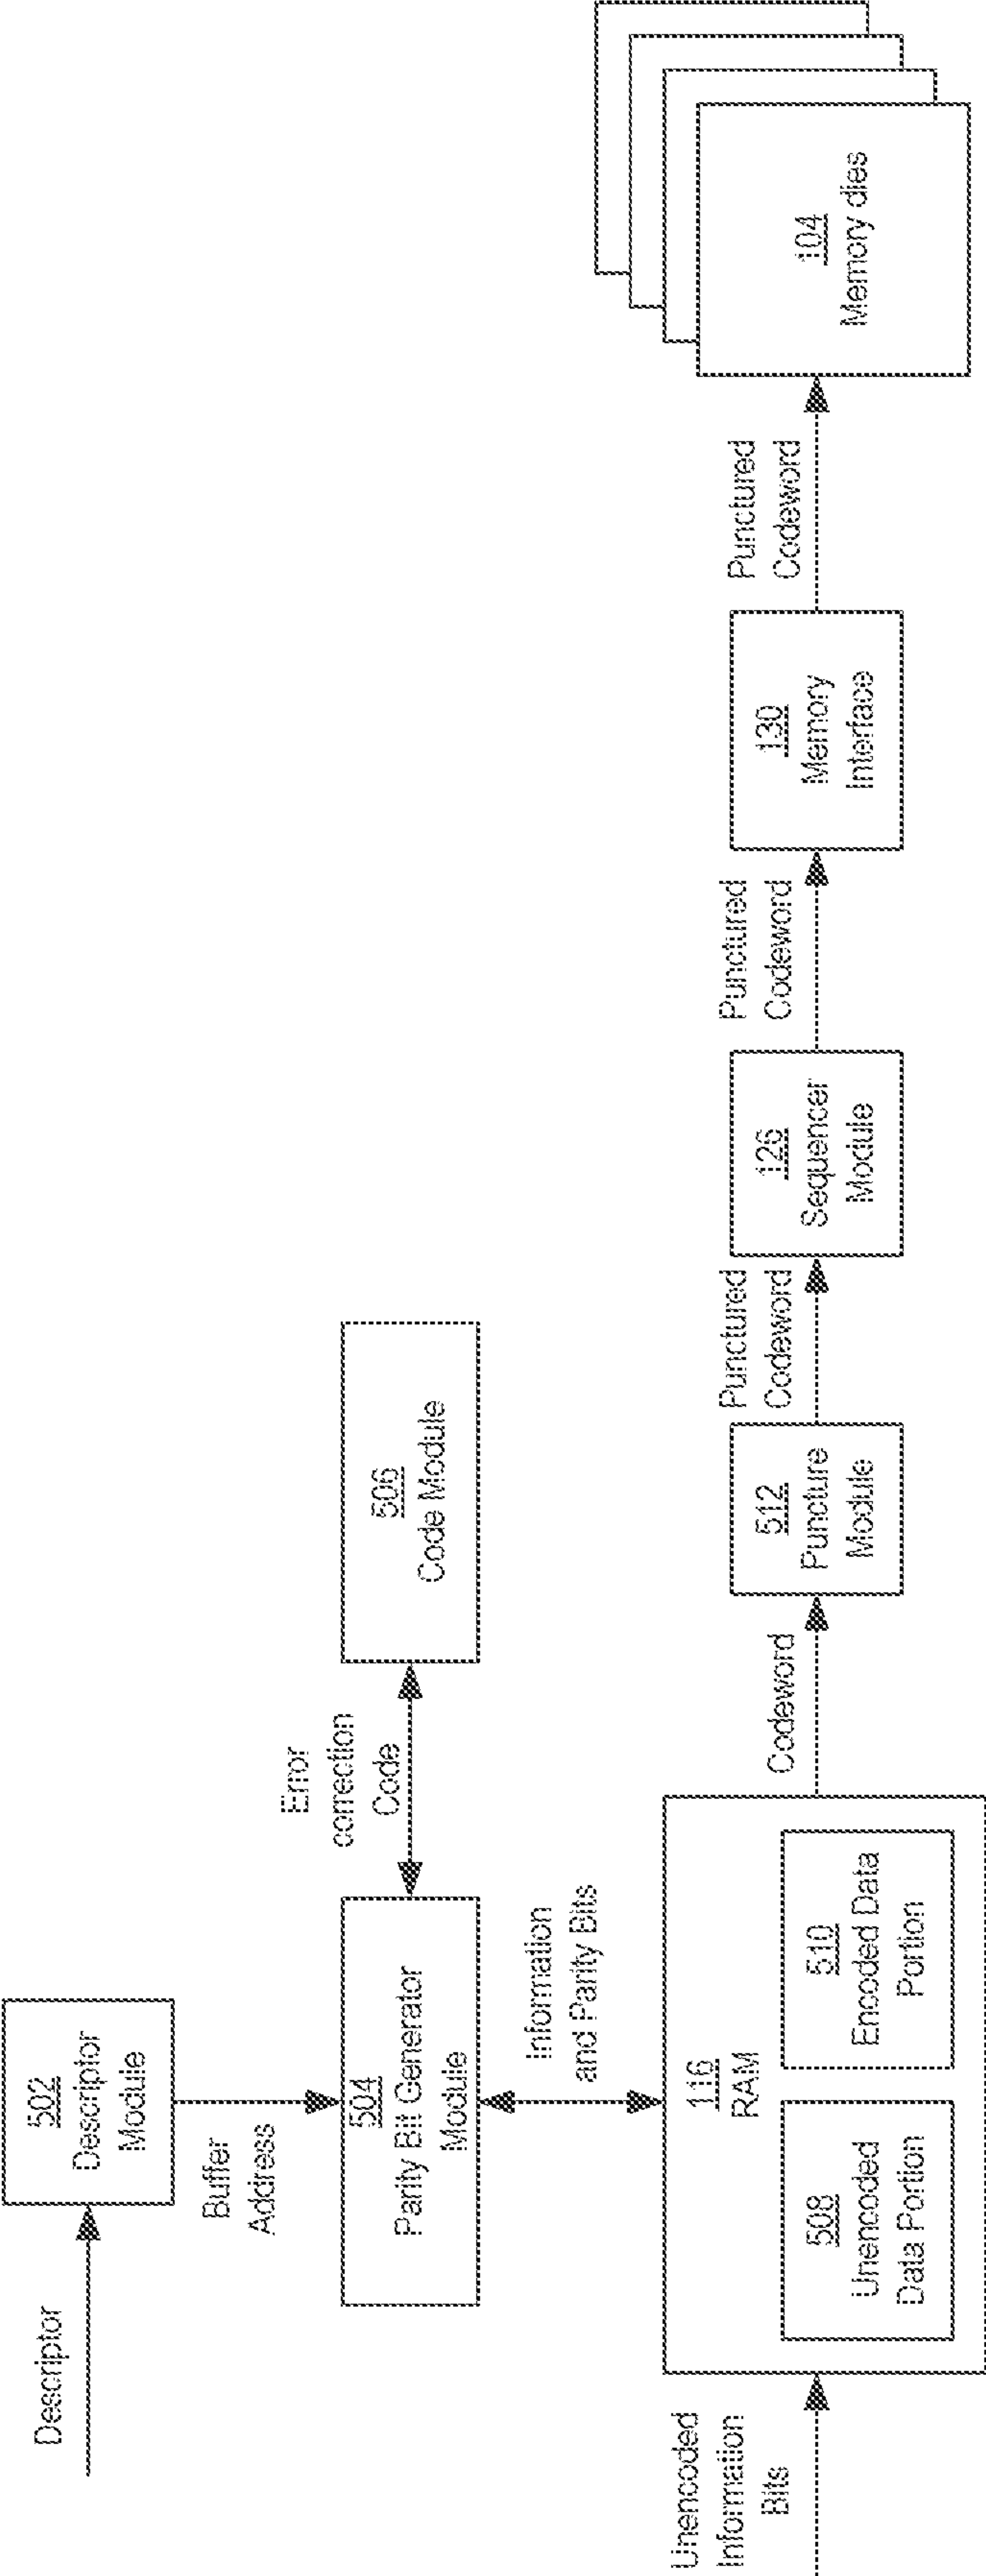 Descriptor
502
Descriptor
Module
Buffer
Address
504
Parity Bit Generator
Module
Error
correction
Code
506
Code Module
Information
and Parity Bits
Unencoded
Information
Bits
116
RAM
508
Unencoded
Data Portion
510
Encoded Data
Portion
Codeword
512
Puncture
Module
Punctured
Codeword
126
Sequencer
Module
Punctured
Codeword
130
Memory
Interface
Punctured
Codeword
104
Memory dies